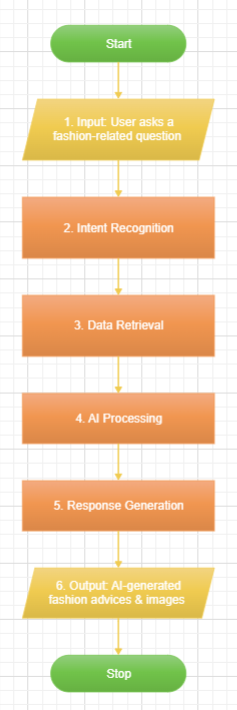 Start
1. Input: User asks a
fashion-related question
2. Intent Recognition
3. Data Retrieval
4. AI Processing
5. Response Generation
6. Output: AI-generated
fashion advices & images
Stop